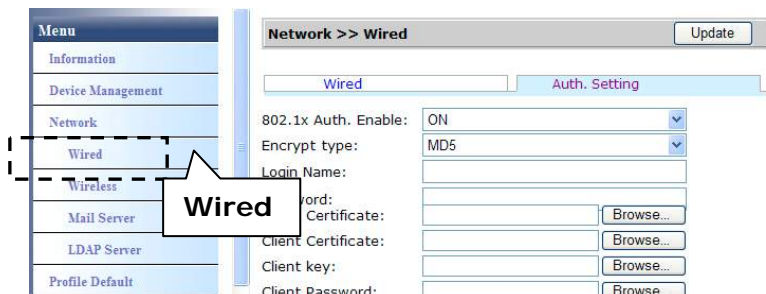 Menu
Information
Device Management
Network
Wired
Wireless
Mail Server
LDAP Server
Profile Default
Wired
Network >> Wired
Update
Wired
Auth. Setting
802.1x Auth. Enable:
ON
Encrypt type:
MD5
Login Name:
Certificate:
Browse...
Client Certificate:
Browse...
Client key:
Browse...
Client Password:
Browse...